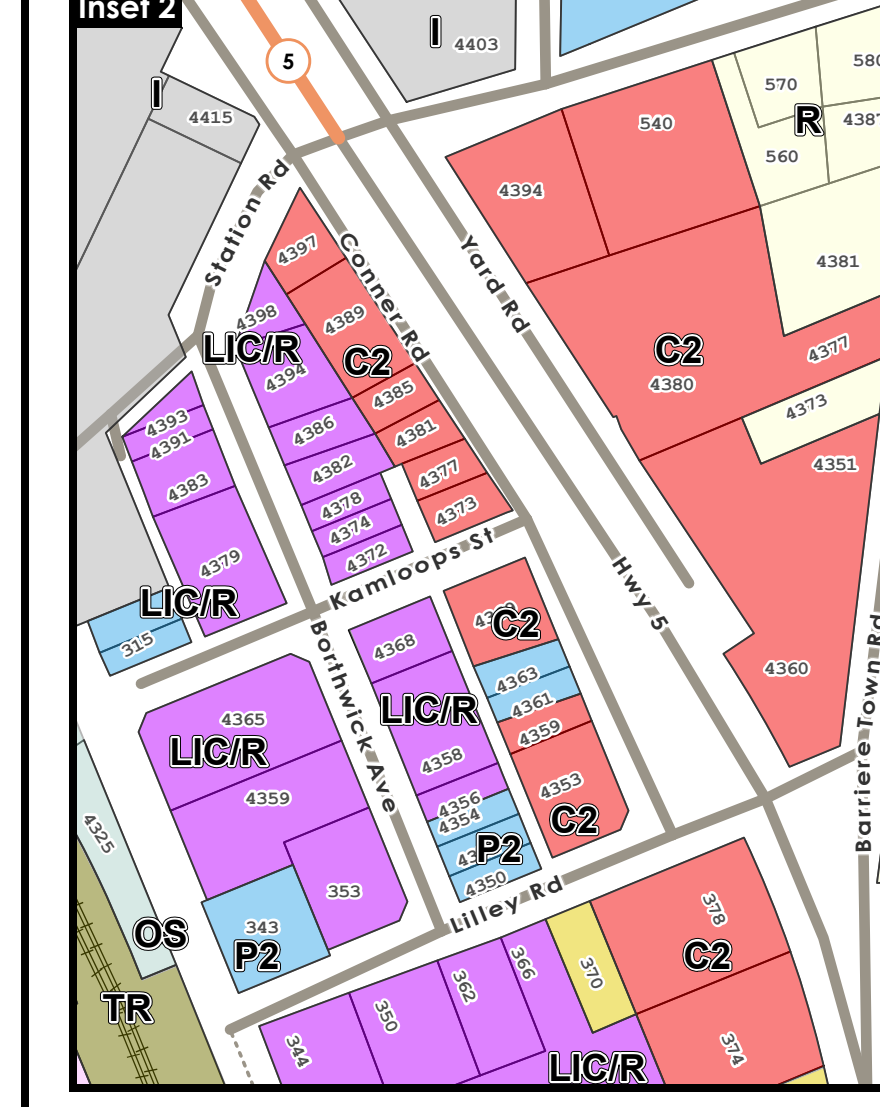 Inset 2
I
4403
5
I
4415
570
580
R
4387
560
540
4394
4381
Station Rd
4397
Conner Rd
Yard Rd
4398
4389
LIC/R
C2
4394
4385
C2
4380
4377
4373
4351
4393
4391
4386
4381
4382
4377
4383
4378
4373
4374
4379
4372
Kamloops St
Hwy 5
LIC/R
315
C2
Borthwick Ave
4368
4363
4361
LIC/R
4359
4360
Barriere Town Rd
4365
LIC/R
4358
4353
4359
4356
4354
C2
P2
4350
4325
353
Lilley Rd
343
P2
OS
TR
378
C2
366
362
370
350
344
374
LIC/R